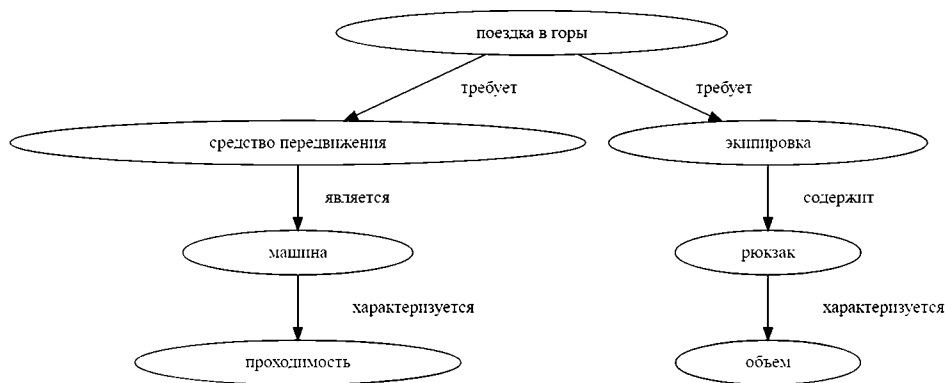 поездка в горы
требует
требует
средство передвижения
экипировка
является
содержит
машина
рюкзак
характеризуется
характеризуется
проходимость
объем